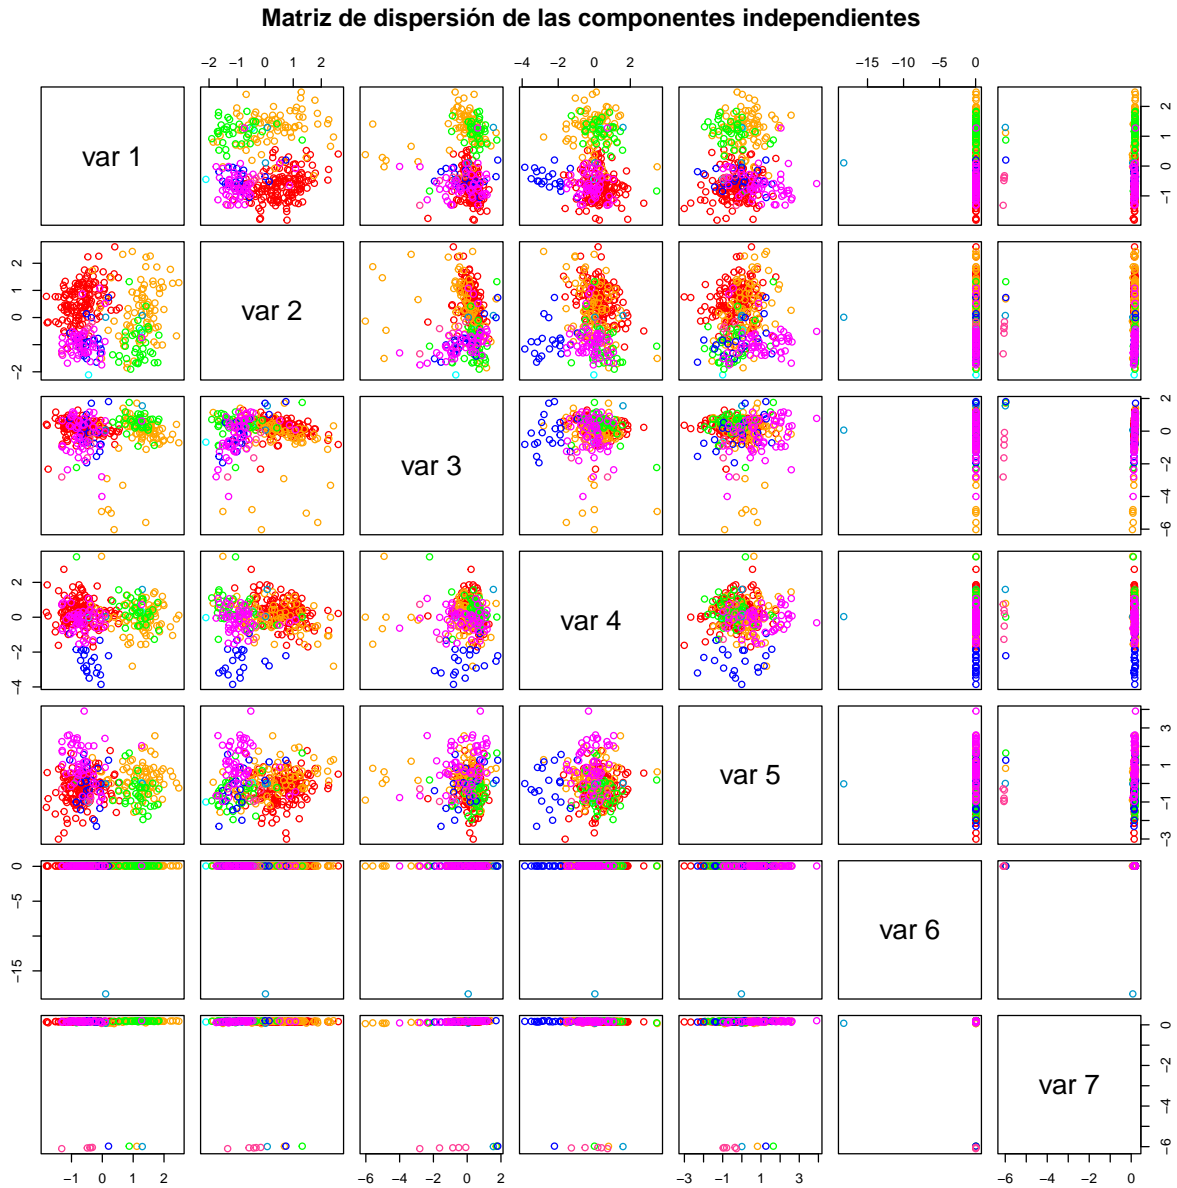 Matriz de dispersión de las componentes independientes
−2 −1 0 1 2
−4 −2 0 2
−15 −10 −5 0
var 1
−1 0 1 2
−2 0 1 2
var 2
var 3
−6 −4 −2 0 2
−4 −2 0 2
var 4
var 5
−3 −1 1 3
−15 −5 0
var 6
var 7
−6 −4 −2 0
−1 0 1 2
−6 −4 −2 0 2
−3 −1 1 3
−6 −4 −2 0